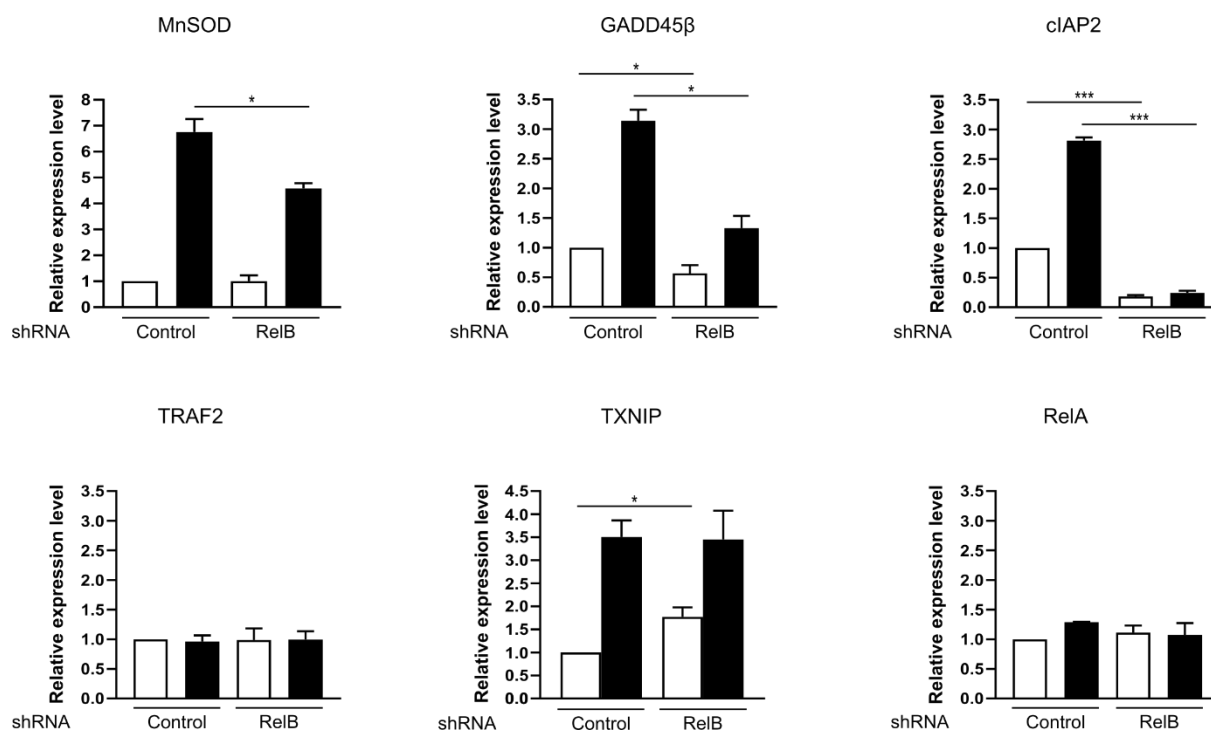 MnSOD
GADD45β
cIAP2
Relative expression level
8
7
6
5
4
3
2
1
0
*
shRNA
Control
RelB
Relative expression level
3.5
3.0
2.5
2.0
1.5
1.0
0.5
0.0
*
*
shRNA
Control
RelB
Relative expression level
3.5
3.0
2.5
2.0
1.5
1.0
0.5
0.0
***
***
shRNA
Control
RelB
TRAF2
TXNIP
RelA
Relative expression level
3.5
3.0
2.5
2.0
1.5
1.0
0.5
0.0
shRNA
Control
RelB
Relative expression level
4.5
4.0
3.5
3.0
2.5
2.0
1.5
1.0
0.5
0.0
*
shRNA
Control
RelB
Relative expression level
3.5
3.0
2.5
2.0
1.5
1.0
0.5
0.0
shRNA
Control
RelB